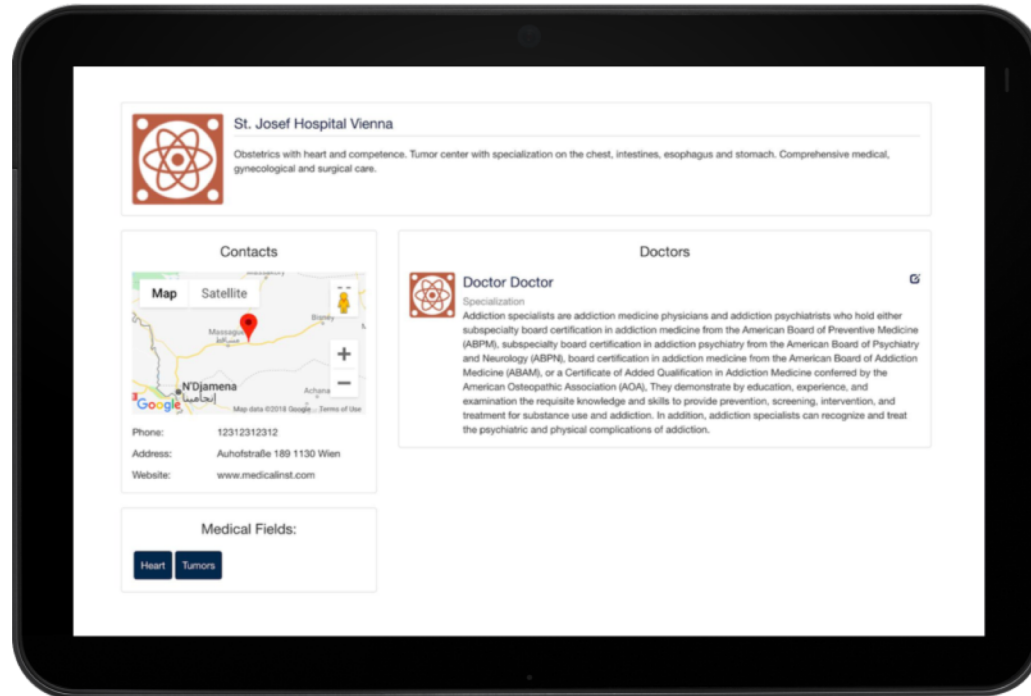 St. Josef Hospital Vienna
Obstetrics with heart and competence. Tumor center with specialization on the chest, intestines, esophagus and stomach. Comprehensive medical,
gynecological and surgical care.
Contacts
Map
Satellite
Massaguet
Bisney
N'Djamena
إنجامينا
Achana
Google
Map data ©2018 Google
Terms of Use
Phone: 12312312312
Address: Auhofstraße 189 1130 Wien
Website: www.medicalinst.com
Medical Fields:
Heart
Tumors
Doctors
Doctor Doctor
Specialization
Addiction specialists are addiction medicine physicians and addiction psychiatrists who hold either
subspecialty board certification in addiction medicine from the American Board of Preventive Medicine
(ABPM), subspecialty board certification in addiction psychiatry from the American Board of Psychiatry
and Neurology (ABPN), board certification in addiction medicine from the American Board of Addiction
Medicine (ABAM), or a Certificate of Added Qualification in Addiction Medicine conferred by the
American Osteopathic Association (AOA), They demonstrate by education, experience, and
examination the requisite knowledge and skills to provide prevention, screening, intervention, and
treatment for substance use and addiction. In addition, addiction specialists can recognize and treat
the psychiatric and physical complications of addiction.